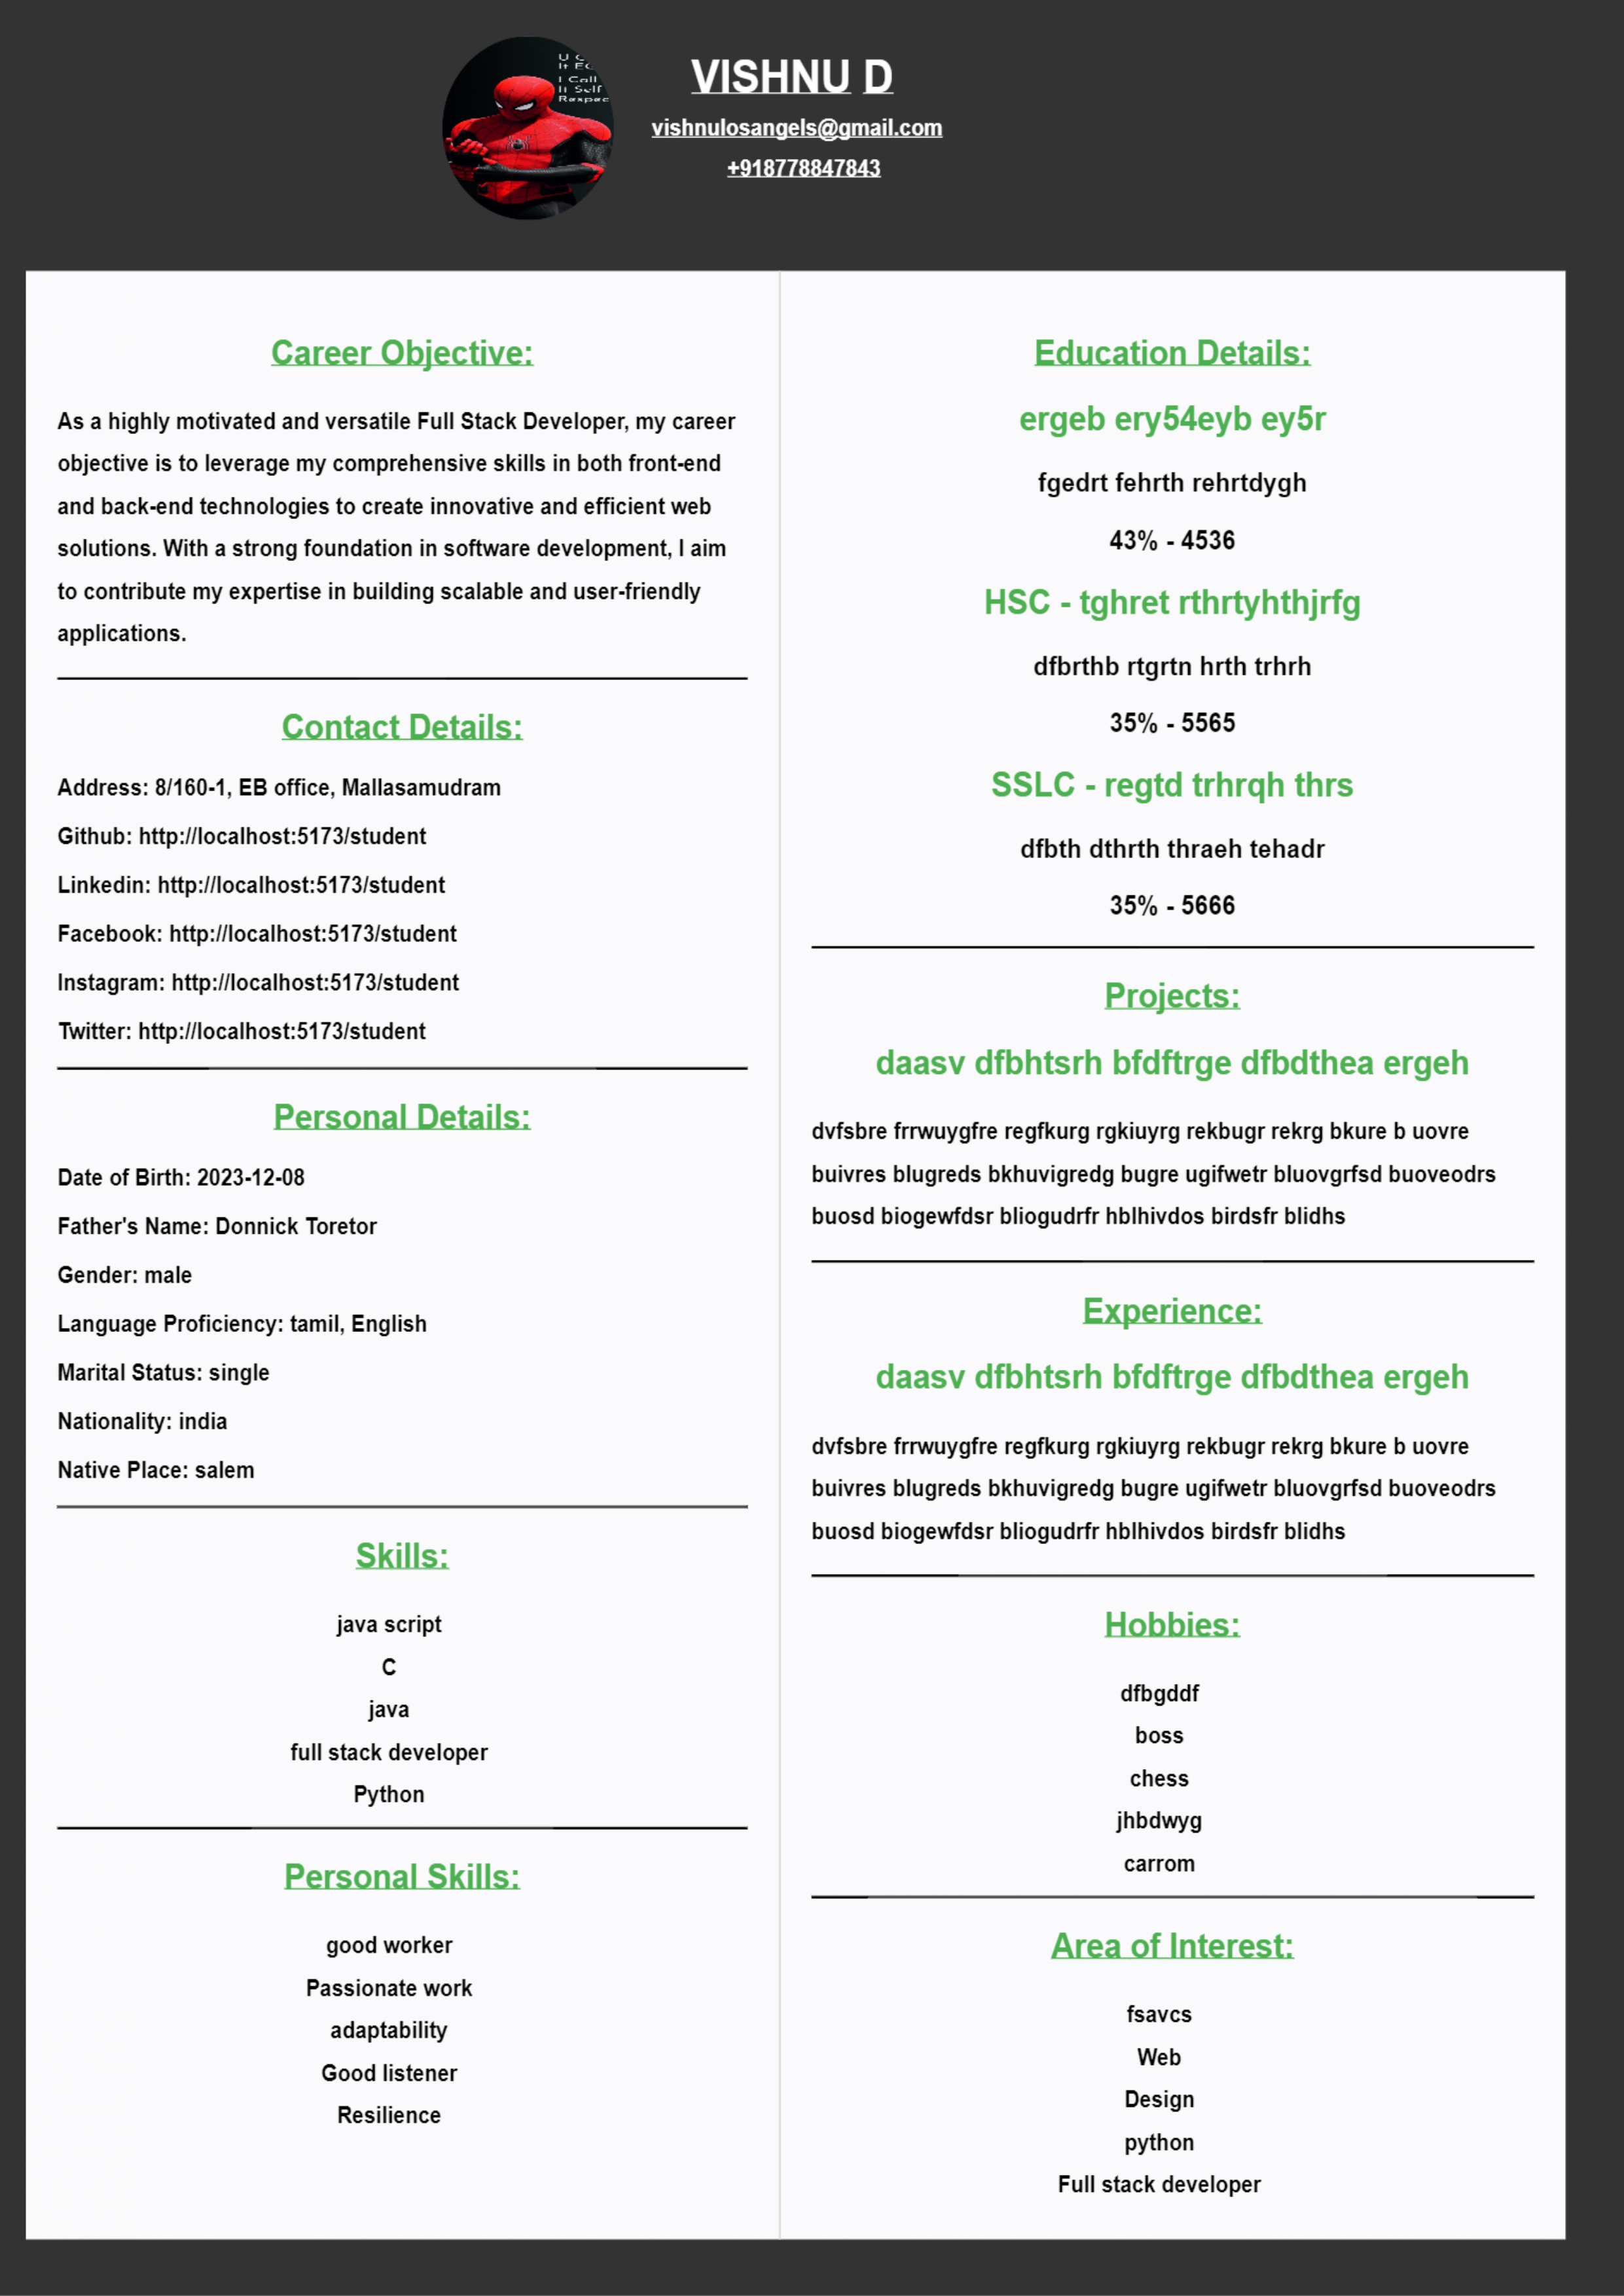 U C
It Ec
I Call
It Self
Respec
VISHNU D
vishnulosangels@gmail.com
+918778847843
Career Objective:
As a highly motivated and versatile Full Stack Developer, my career
objective is to leverage my comprehensive skills in both front-end
and back-end technologies to create innovative and efficient web
solutions. With a strong foundation in software development, I aim
to contribute my expertise in building scalable and user-friendly
applications.
Contact Details:
Address: 8/160-1, EB office, Mallasamudram
Github: http://localhost:5173/student
Linkedin: http://localhost:5173/student
Facebook: http://localhost:5173/student
Instagram: http://localhost:5173/student
Twitter: http://localhost:5173/student
Personal Details:
Date of Birth: 2023-12-08
Father's Name: Donnick Toretor
Gender: male
Language Proficiency: tamil, English
Marital Status: single
Nationality: india
Native Place: salem
Skills:
java script
C
java
full stack developer
Python
Personal Skills:
good worker
Passionate work
adaptability
Good listener
Resilience
Education Details:
ergeb ery54eyb ey5r
fgedrt fehrth rehrtdygh
43% - 4536
HSC - tghret rthrtyhthjrfg
dfbrthb rtgrtn hrth trhrh
35% - 5565
SSLC - regtd trhrqh thrs
dfbth dthrth thraeh tehadr
35% - 5666
Projects:
daasv dfbhtsrh bfdftrge dfbdthea ergeh
dvfsbre frrwuygfre regfkurg rgkiuyrg rekbugr rekrg bkure b uovre
buivres blugreds bkhuvigredg bugre ugifwetr bluovgrfsd buoveodrs
buosd biogewfdsr bliogudrfr hblhivdos birdsfr blidhs
Experience:
daasv dfbhtsrh bfdftrge dfbdthea ergeh
dvfsbre frrwuygfre regfkurg rgkiuyrg rekbugr rekrg bkure b uovre
buivres blugreds bkhuvigredg bugre ugifwetr bluovgrfsd buoveodrs
buosd biogewfdsr bliogudrfr hblhivdos birdsfr blidhs
Hobbies:
dfbgddf
boss
chess
jhbdwyg
carrom
Area of Interest:
fsavcs
Web
Design
python
Full stack developer